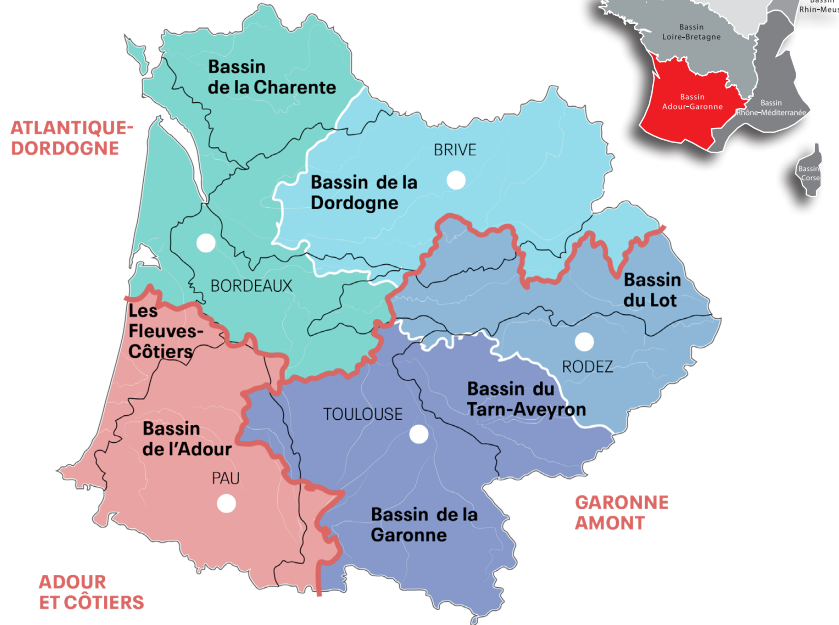 Bassin
de la Charente
ATLANTIQUE-
DORDOGNE
BRIVE
Bassin de la
Dordogne
BORDEAUX
Bassin
du Lot
Les
Fleuves-
Côtiers
RODEZ
Bassin du
Tarn-Aveyron
TOULOUSE
Bassin
de l'Adour
PAU
Bassin de la
Garonne
GARONNE
AMONT
ADOUR
ET CÔTIERS
Bassin
Loire-Bretagne
Bassin
Adour-Garonne
Bassin
Rhône-Méditerranée
Bassin
Corse